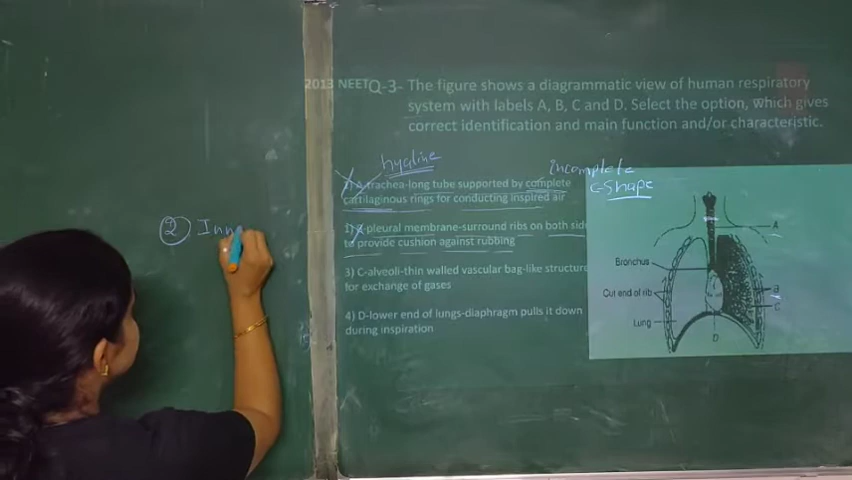 2013 NEET Q-3- The figure shows a diagrammatic view of human respiratory
system with labels A, B, C and D. Select the option, which gives
correct identification and main function and/or characteristic.
hyaline
incomplete
C-shape
1) A-trachea-long tube supported by complete
cartilaginous rings for conducting inspired air
-pleural membrane-surround ribs on both side
to provide cushion against rubbing
3) C-alveoli-thin walled vascular bag-like structure
for exchange of gases
4) D-lower end of lungs-diaphragm pulls it down
during inspiration
② Inn
A
Bronchus
B
Cut end of rib
C
Lung
D